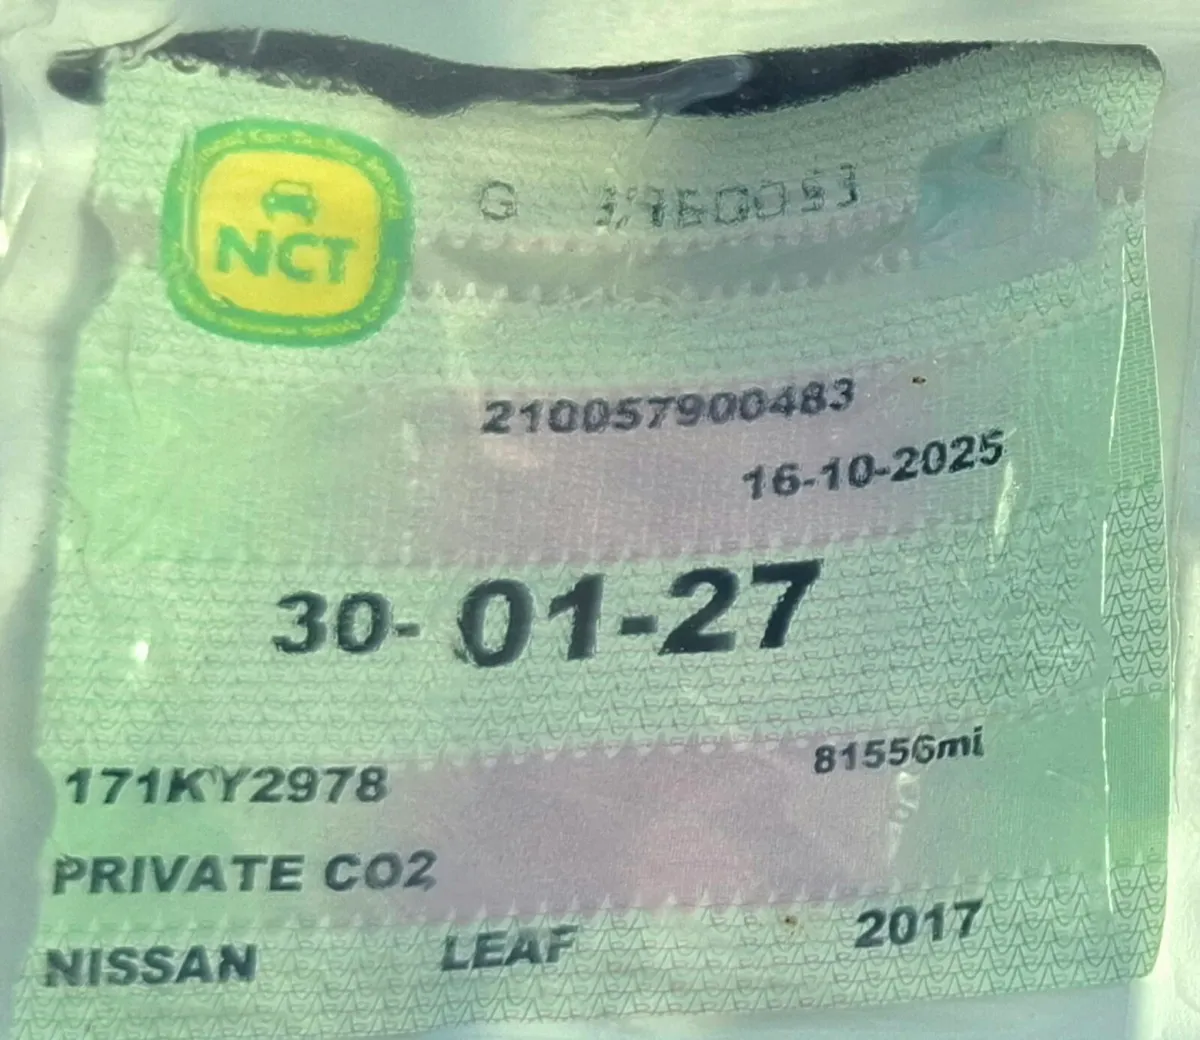 NCT
G
210057900483
16-10-2025
30-01-27
171KY2978 81556mi
PRIVATE CO2
NISSAN LEAF 2017